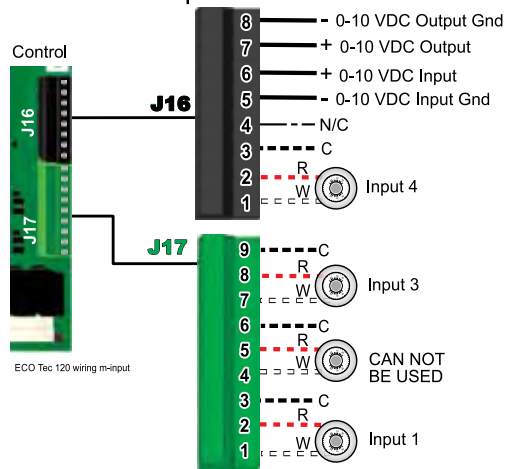 Control
J16
J17
ECO Tec 120 wiring m-input
J16
8 - 0-10 VDC Output Gnd
7 + 0-10 VDC Output
6 + 0-10 VDC Input
5 - 0-10 VDC Input Gnd
4 N/C
3 C
2 R
1 W
Input 4
J17
9 C
8 R
7 W
Input 3
6 C
5 R
4 W
CAN NOT
BE USED
3 C
2 R
1 W
Input 1